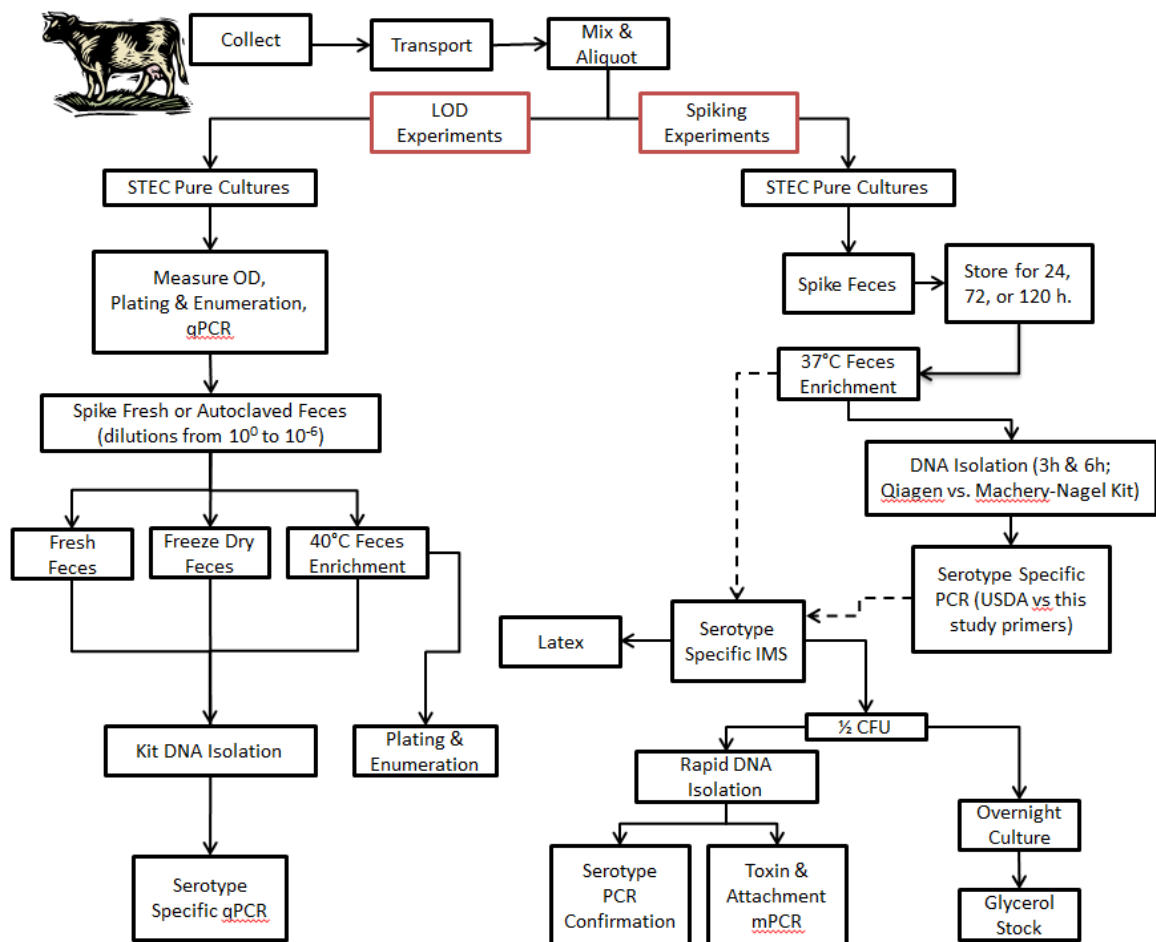 Collect
Transport
Mix &
Aliquot
LOD
Experiments
Spiking
Experiments
STEC Pure Cultures
STEC Pure Cultures
Measure OD,
Plating & Enumeration,
qPCR
Spike Feces
Store for 24,
72, or 120 h.
37°C Feces
Enrichment
Spike Fresh or Autoclaved Feces
(dilutions from 10⁰ to 10⁻⁶)
DNA Isolation (3h & 6h;
Qiagen vs. Machery-Nagel Kit)
Fresh
Feces
Freeze Dry
Feces
40°C Feces
Enrichment
Serotype Specific
PCR (USDA vs this
study primers)
Latex
Serotype
Specific IMS
½ CFU
Kit DNA Isolation
Plating &
Enumeration
Rapid DNA
Isolation
Overnight
Culture
Serotype
Specific qPCR
Serotype
PCR
Confirmation
Toxin &
Attachment
mPCR
Glycerol
Stock